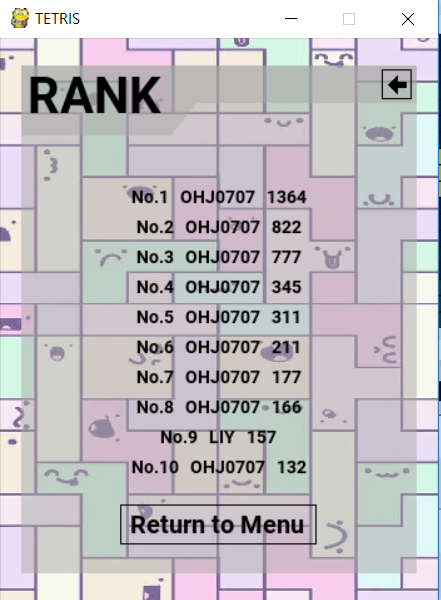 TETRIS
RANK
No.1 OHJ0707 1364
No.2 OHJ0707 822
No.3 OHJ0707 777
No.4 OHJ0707 345
No.5 OHJ0707 311
No.6 OHJ0707 211
No.7 OHJ0707 177
No.8 OHJ0707 166
No.9 LIY 157
No.10 OHJ0707 132
Return to Menu